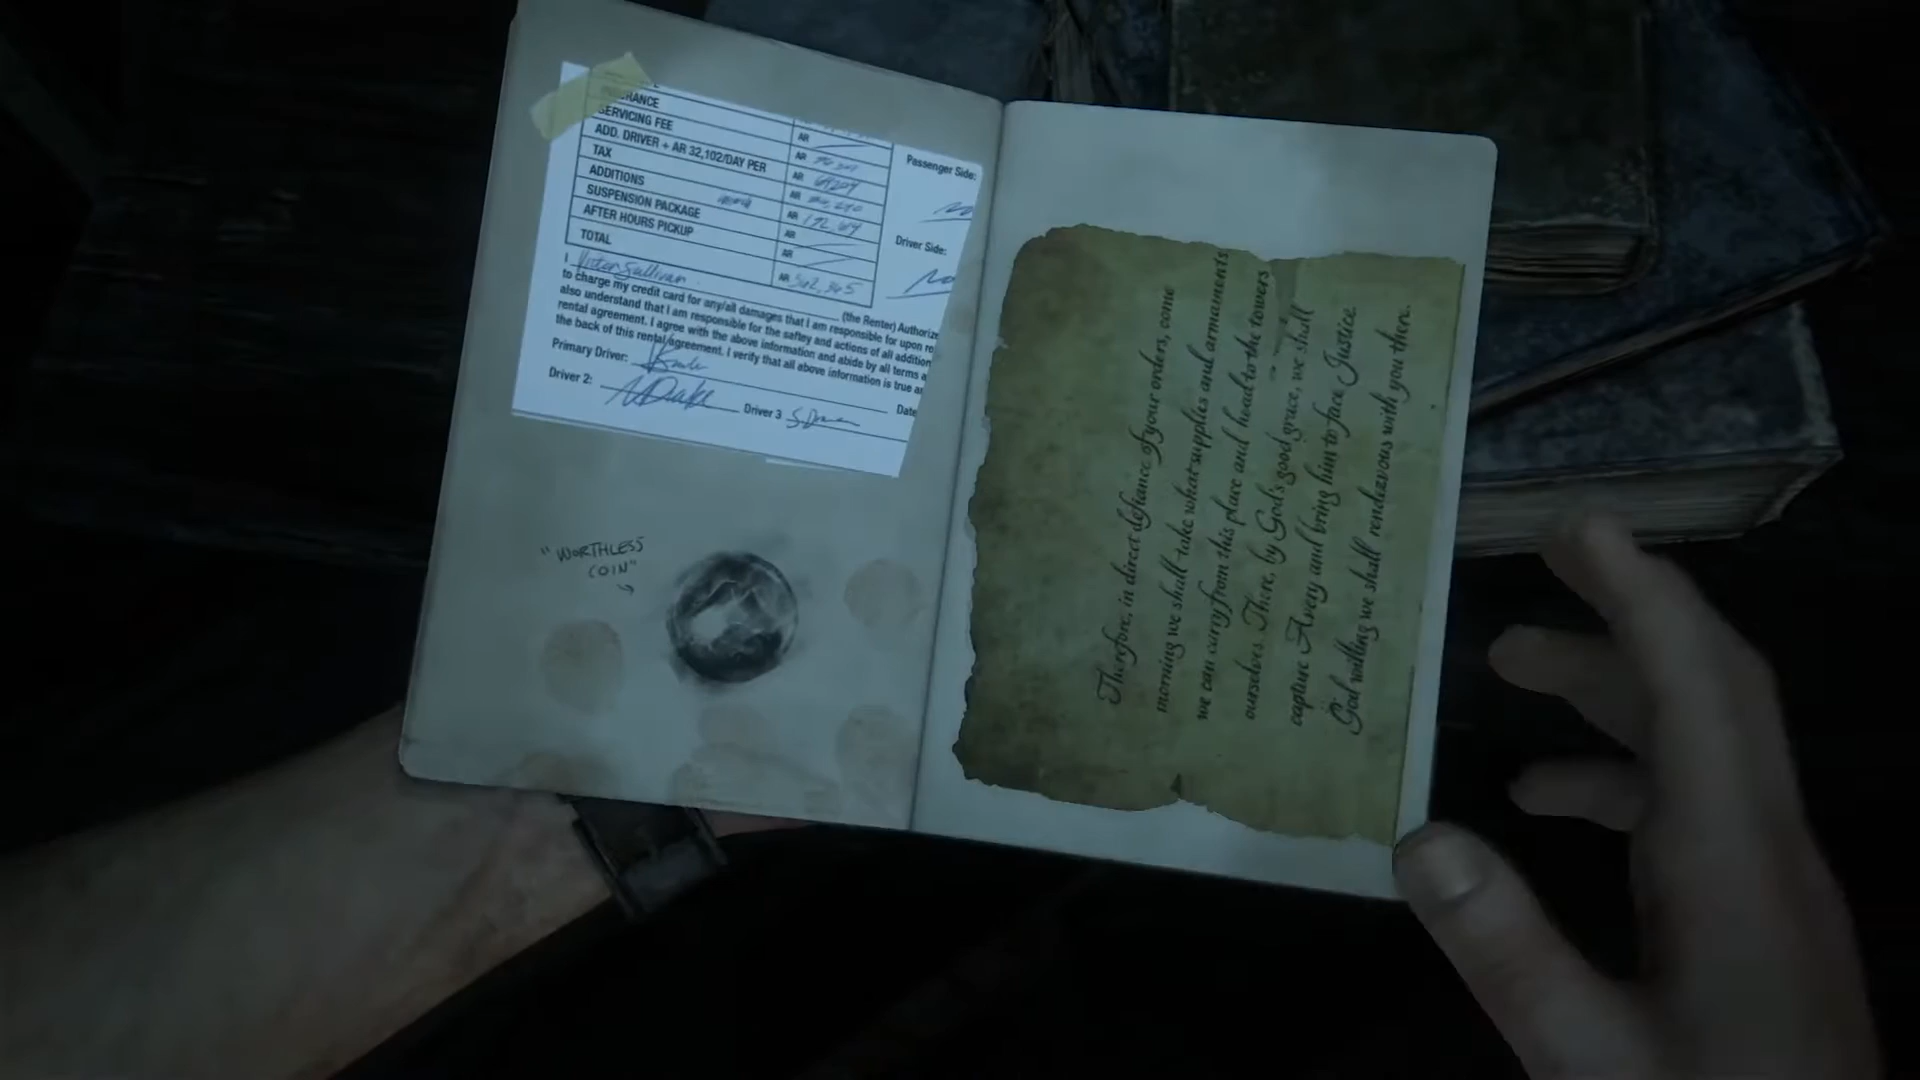 SERVICING FEE
ADD. DRIVER + AR 32,102/DAY PER
TAX
ADDITIONS
SUSPENSION PACKAGE
AFTER HOURS PICKUP
TOTAL
AR
AR
AR
AR
AR
AR
AR
AR
Passenger Side:
No
Driver Side:
No
I Victor Sullivan (the Renter) Authorize
to charge my credit card for any/all damages that I am responsible for upon re
also understand that I am responsible for the saftey and actions of all addition
rental agreement. I agree with the above information and abide by all terms a
the back of this rental agreement. I verify that all above information is true an
Primary Driver:
Date
Driver 2: NDrake Driver 3
"WORTHLESS
COIN"
Therefore, in direct defiance of your orders, come
morning we shall take what supplies and armaments
we can carry from this place and head to the towers
ourselves. There, by God's good grace, we shall
capture Avery and bring him to face Justice
God willing we shall rendezvous with you there.